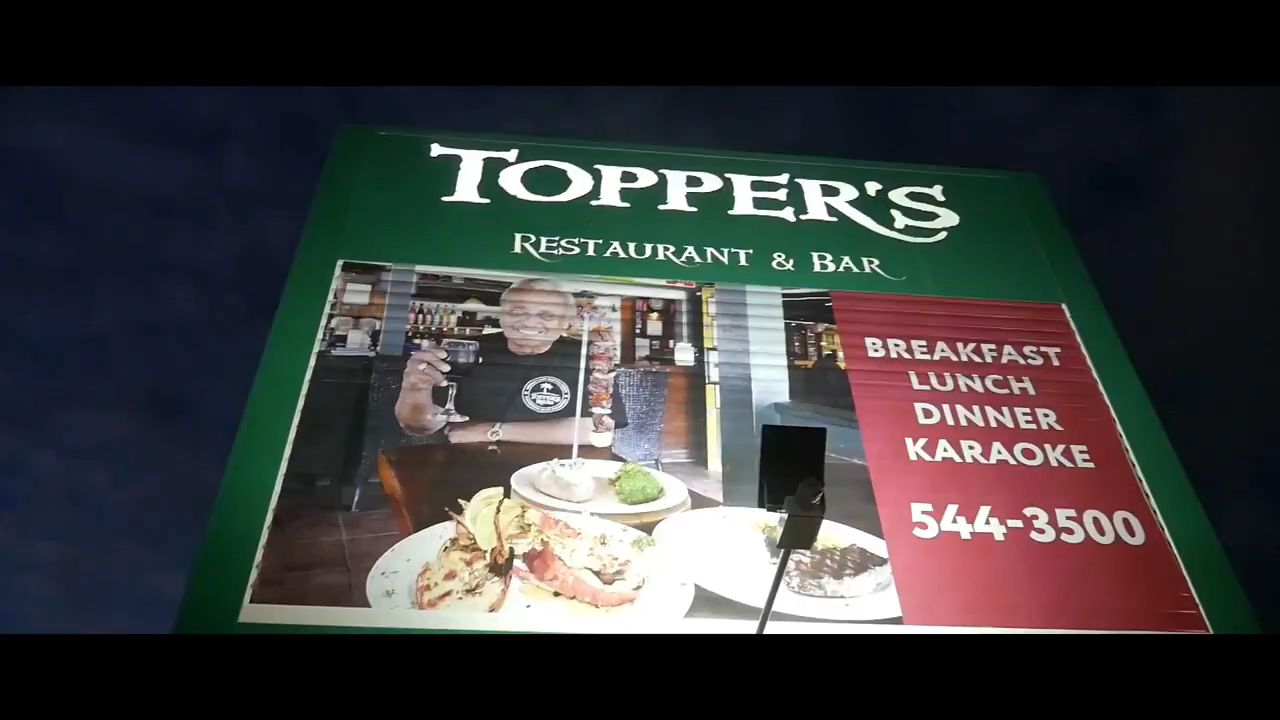 TOPPER'S
RESTAURANT & BAR
BREAKFAST
LUNCH
DINNER
KARAOKE
544-3500